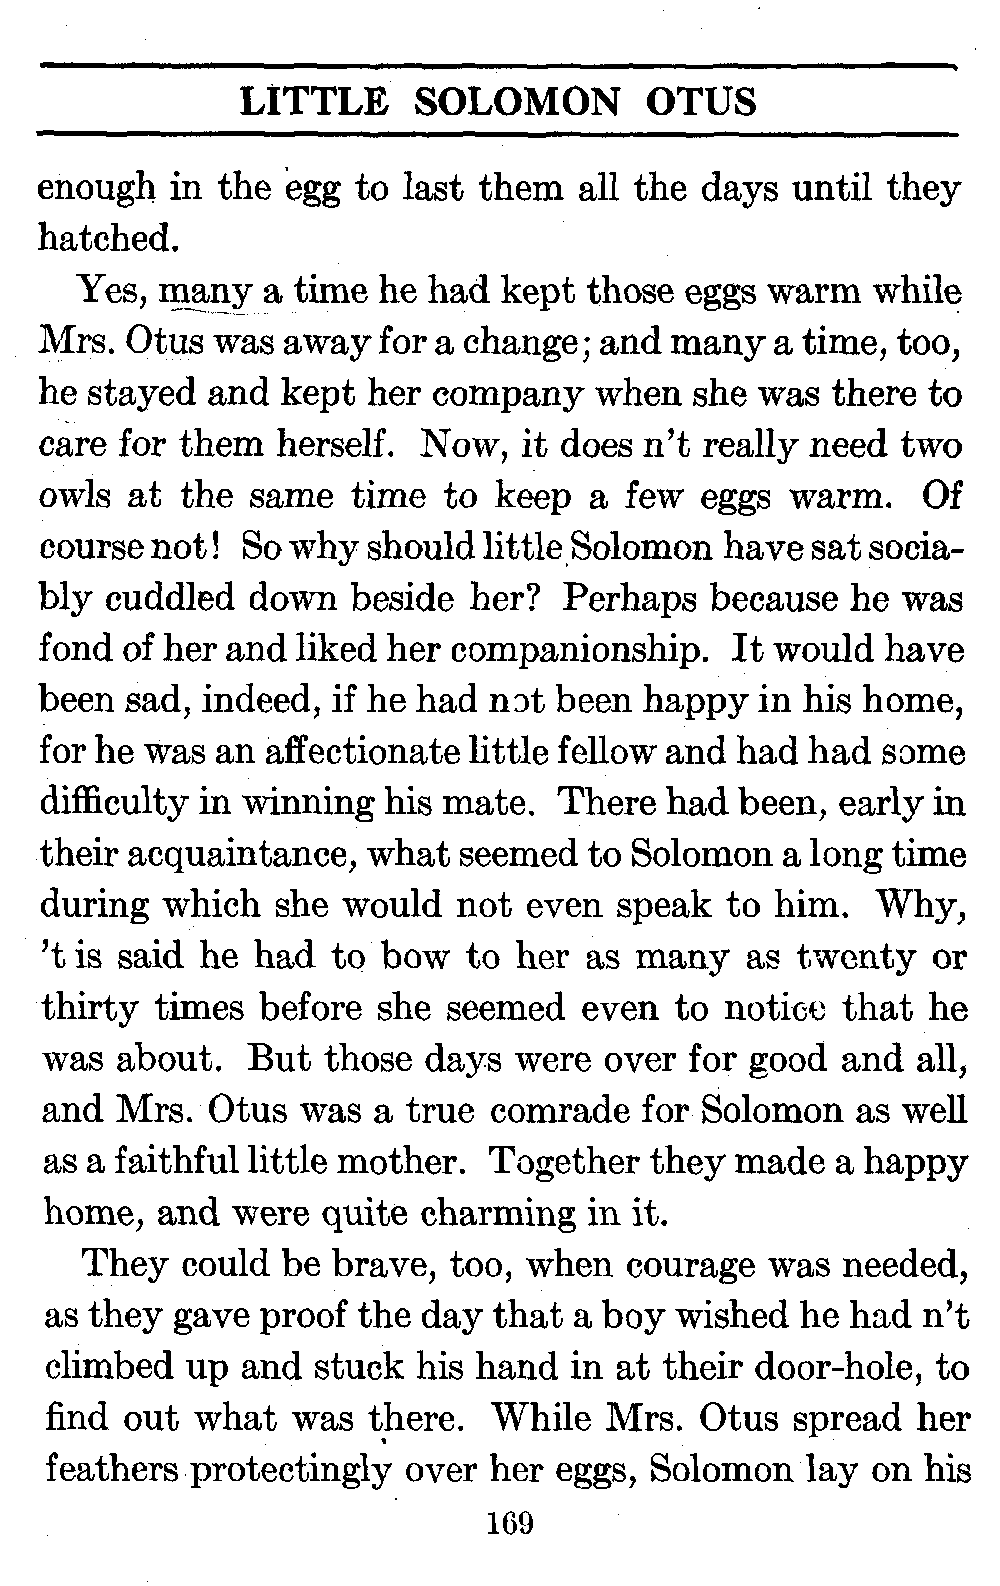 LITTLE SOLOMON OTUS
enough in the egg to last them all the days until they
hatched.
Yes, many a time he had kept those eggs warm while
Mrs. Otus was away for a change; and many a time, too,
he stayed and kept her company when she was there to
care for them herself. Now, it does n't really need two
owls at the same time to keep a few eggs warm. Of
course not! So why should little Solomon have sat socia-
bly cuddled down beside her? Perhaps because he was
fond of her and liked her companionship. It would have
been sad, indeed, if he had not been happy in his home,
for he was an affectionate little fellow and had had some
difficulty in winning his mate. There had been, early in
their acquaintance, what seemed to Solomon a long time
during which she would not even speak to him. Why,
't is said he had to bow to her as many as twenty or
thirty times before she seemed even to notice that he
was about. But those days were over for good and all,
and Mrs. Otus was a true comrade for Solomon as well
as a faithful little mother. Together they made a happy
home, and were quite charming in it.
They could be brave, too, when courage was needed,
as they gave proof the day that a boy wished he had n't
climbed up and stuck his hand in at their door-hole, to
find out what was there. While Mrs. Otus spread her
feathers protectingly over her eggs, Solomon lay on his
169